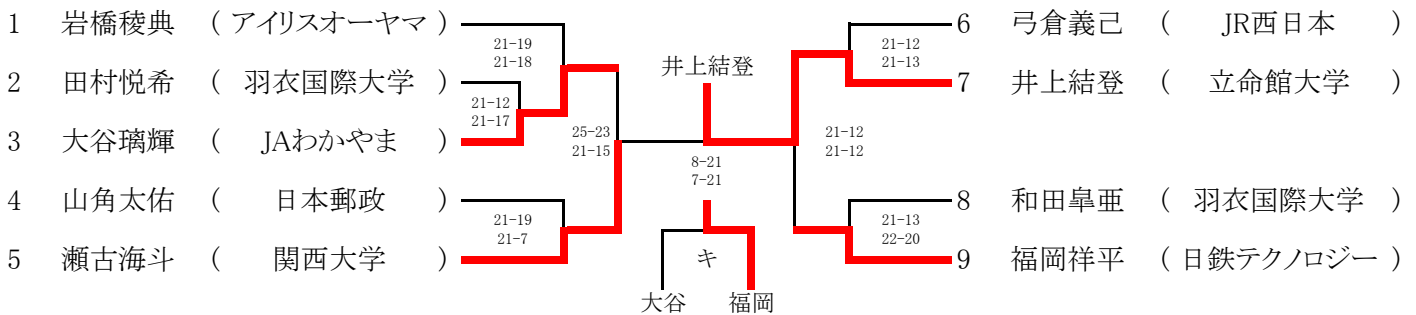 1 岩橋稜典 ( アイリスオーヤマ )
21-19
21-18
2 田村悦希 ( 羽衣国際大学 )
21-12
21-17
3 大谷璃輝 ( JAわかやま )
25-23
21-15
4 山角太佑 ( 日本郵政 )
21-19
21-7
5 瀬古海斗 ( 関西大学 )
井上結登
8-21
7-21
キ
大谷 福岡
6 弓倉義己 ( JR西日本 )
21-12
21-13
7 井上結登 ( 立命館大学 )
21-12
21-12
8 和田皐亜 ( 羽衣国際大学 )
21-13
22-20
9 福岡祥平 ( 日鉄テクノロジー )